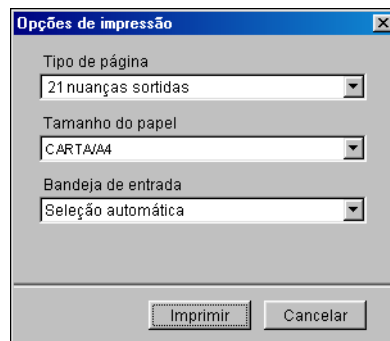 Opções de impressão
Tipo de página
21 nuanças sortidas
Tamanho do papel
CARTA/A4
Bandeja de entrada
Seleção automática
Imprimir Cancelar